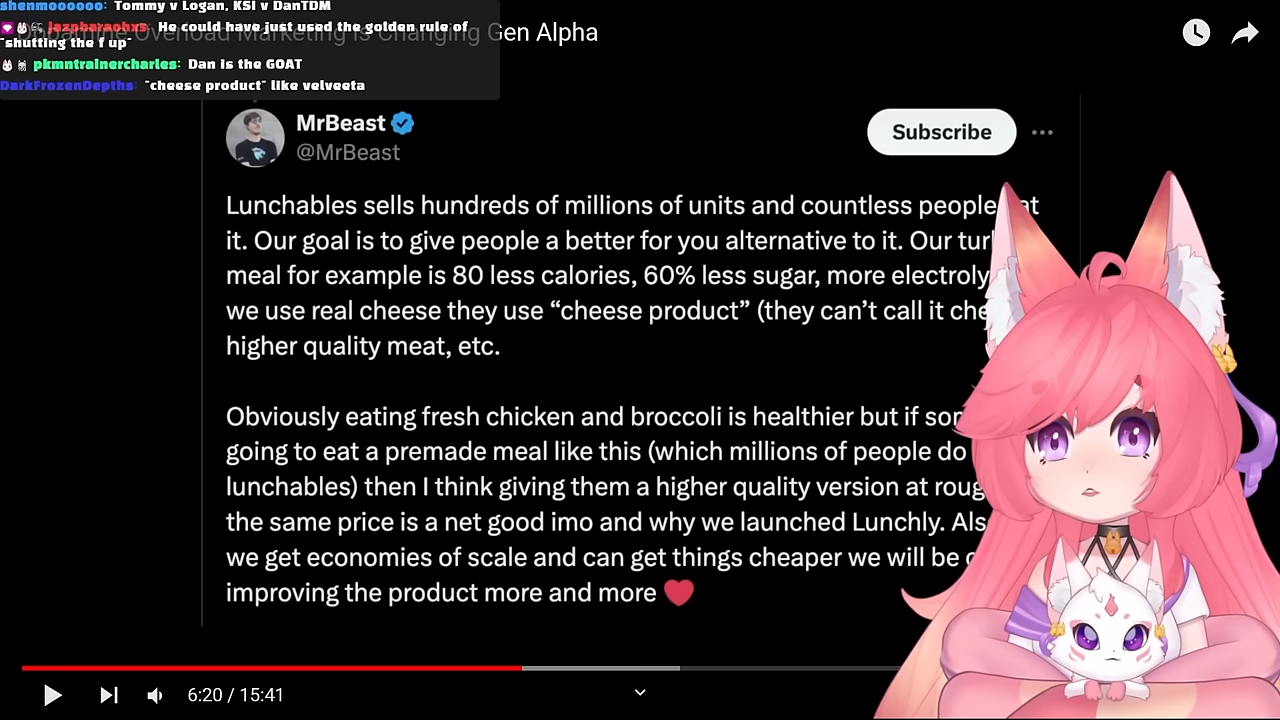 shenmoooooo: Tommy v Logan, KSI v DanTDM
jazpharaohxs: He could have just used the golden rule of
"shutting the f up"
Overload Marketing is Changing Gen Alpha
pkmntrainercharles: Dan is the GOAT
DarkFrozenDepths: "cheese product" like velveeta
MrBeast
@MrBeast
Subscribe
Lunchables sells hundreds of millions of units and countless people at
it. Our goal is to give people a better for you alternative to it. Our tur
meal for example is 80 less calories, 60% less sugar, more electroly
we use real cheese they use “cheese product” (they can’t call it che
higher quality meat, etc.
Obviously eating fresh chicken and broccoli is healthier but if so
going to eat a premade meal like this (which millions of people do
lunchables) then I think giving them a higher quality version at roug
the same price is a net good imo and why we launched Lunchly. Als
we get economies of scale and can get things cheaper we will be
improving the product more and more ❤️
6:20 / 15:41